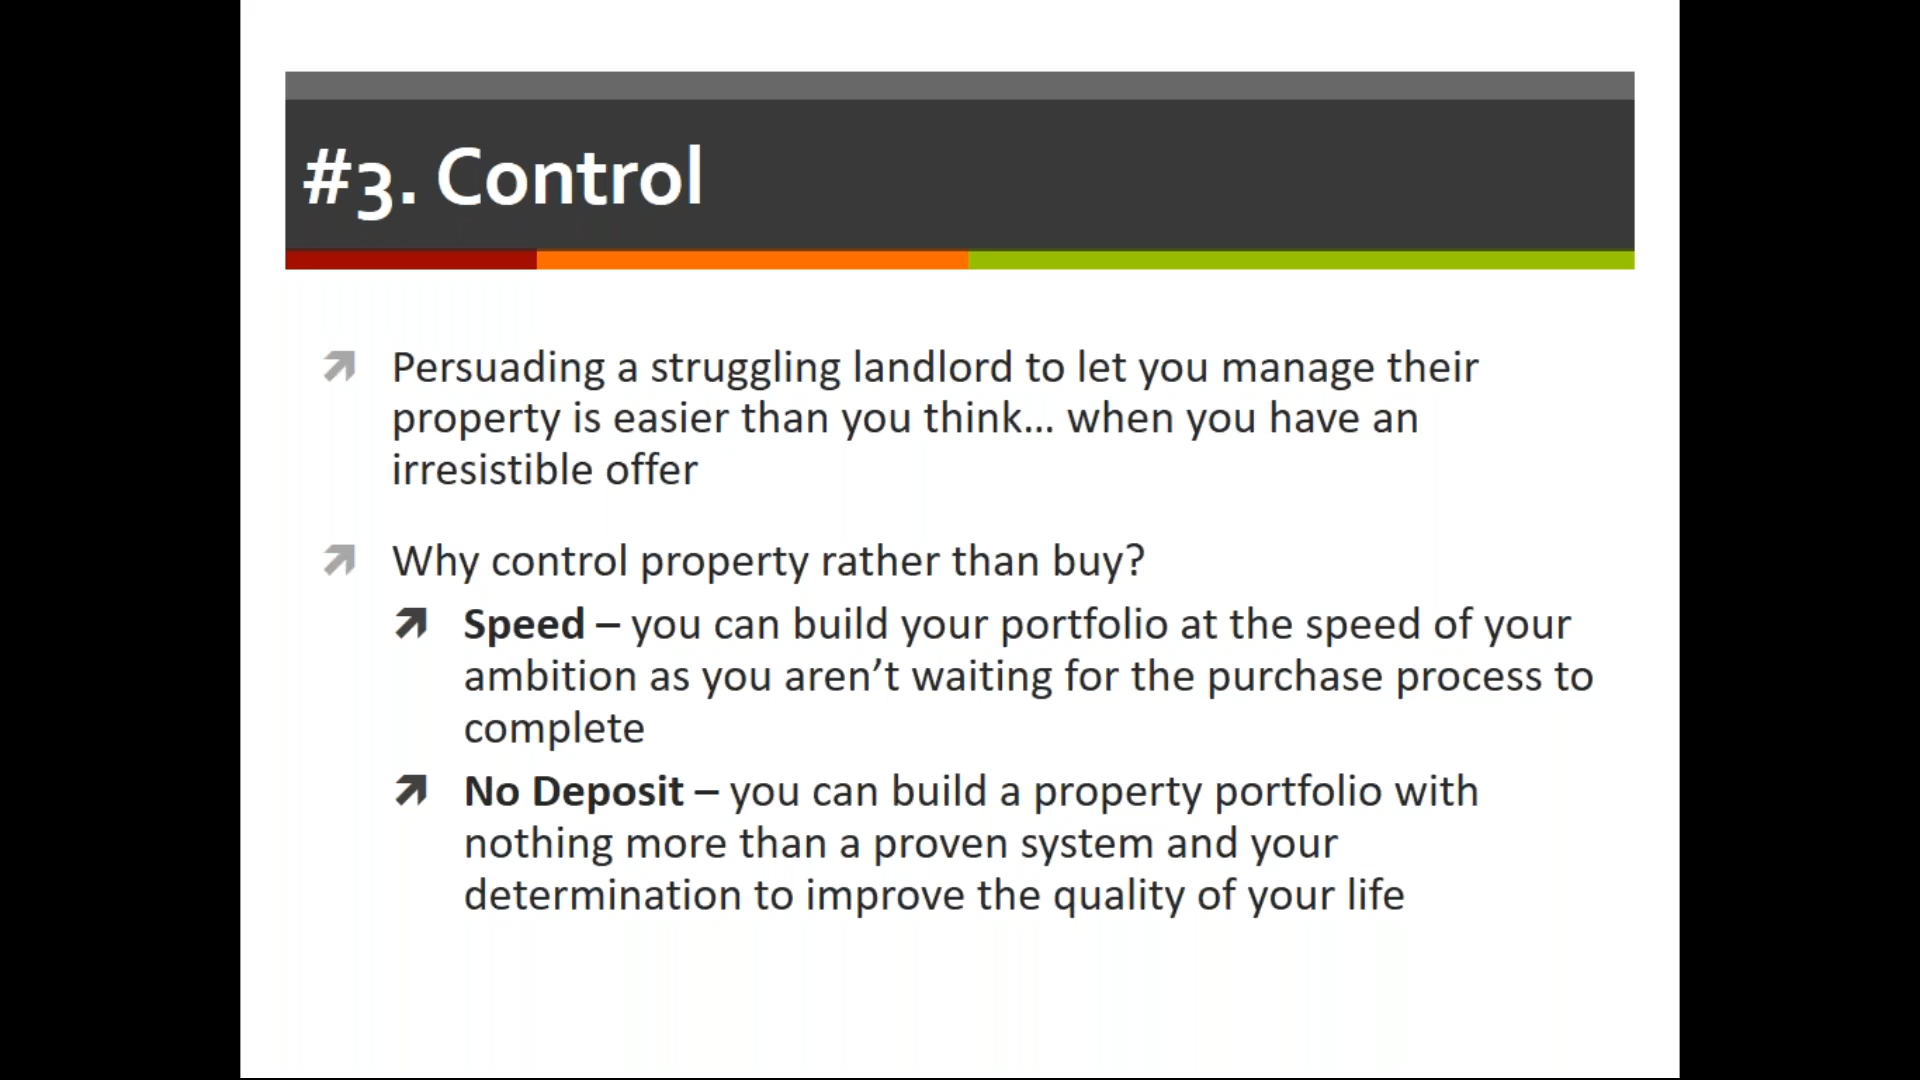 #3. Control
Persuading a struggling landlord to let you manage their
property is easier than you think... when you have an
irresistible offer
Why control property rather than buy?
Speed – you can build your portfolio at the speed of your
ambition as you aren’t waiting for the purchase process to
complete
No Deposit – you can build a property portfolio with
nothing more than a proven system and your
determination to improve the quality of your life